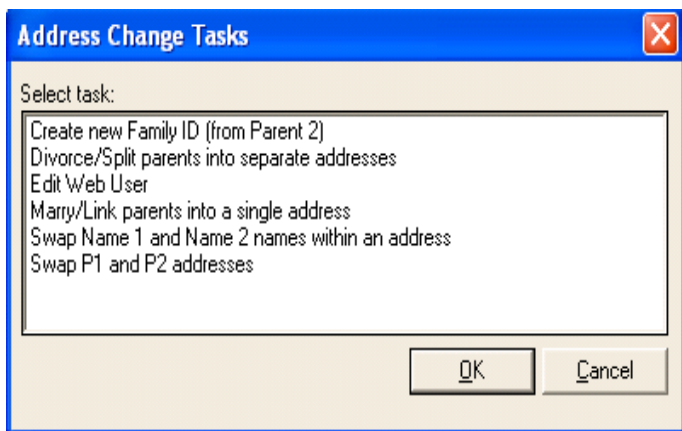 Address Change Tasks
Select task:
Create new Family ID (from Parent 2)
Divorce/Split parents into separate addresses
Edit Web User
Marry/Link parents into a single address
Swap Name 1 and Name 2 names within an address
Swap P1 and P2 addresses
OK Cancel